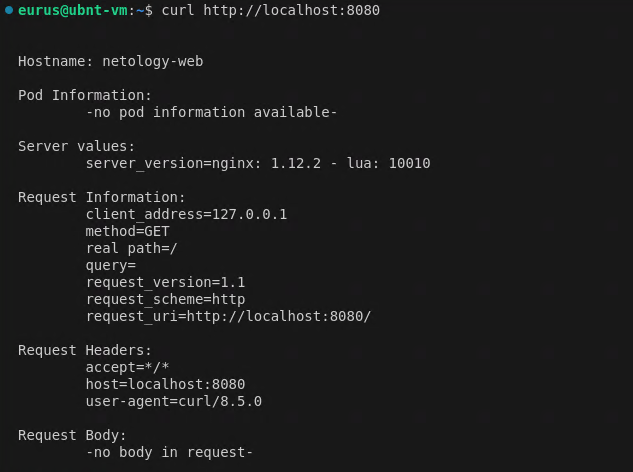 eurus@ubnt-vm:~$ curl http://localhost:8080
Hostname: netology-web
Pod Information:
-no pod information available-
Server values:
server_version=nginx: 1.12.2 - lua: 10010
Request Information:
client_address=127.0.0.1
method=GET
real path=/
query=
request_version=1.1
request_scheme=http
request_uri=http://localhost:8080/
Request Headers:
accept=*/*
host=localhost:8080
user-agent=curl/8.5.0
Request Body:
-no body in request-